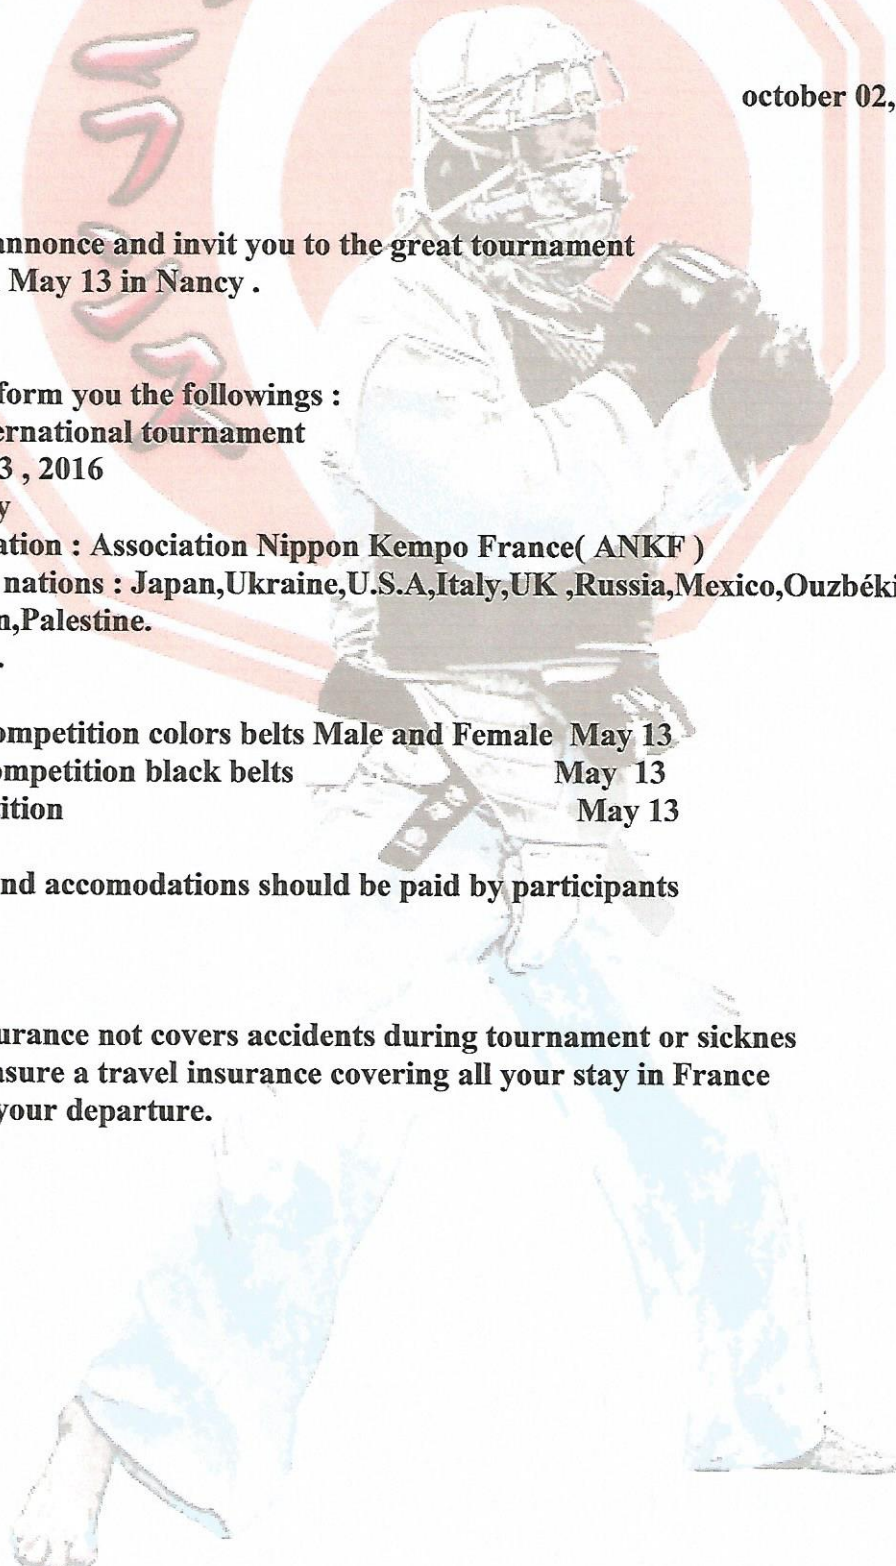 フランス
october 02,
annonce and invit you to the great tournament
May 13 in Nancy .
form you the followings :
ernational tournament
3 , 2016
y
ation : Association Nippon Kempo France( ANKF )
nations : Japan,Ukraine,U.S.A,Italy,UK ,Russia,Mexico,Ouzbéki
n,Palestine.
.
ompetition colors belts Male and Female May 13
ompetition black belts May 13
ition May 13
nd accomodations should be paid by participants
urance not covers accidents during tournament or sicknes
nsure a travel insurance covering all your stay in France
your departure.